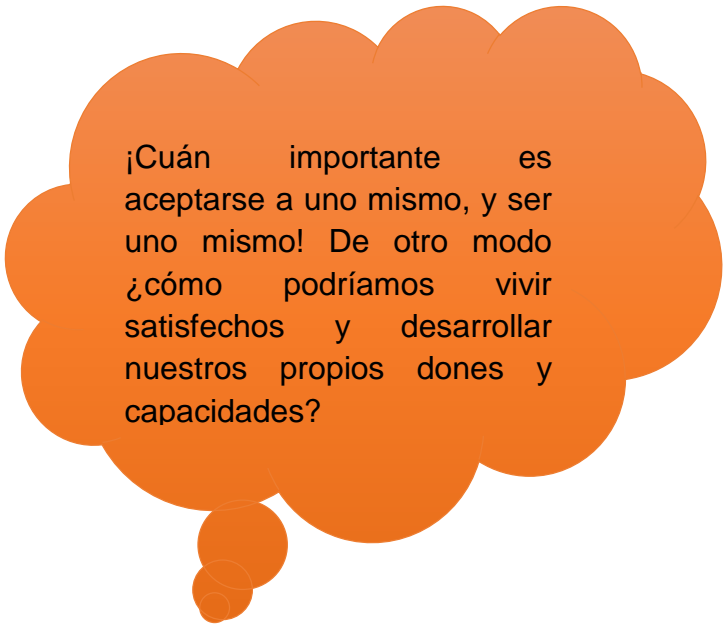 ¡Cuán importante es
aceptarse a uno mismo, y ser
uno mismo! De otro modo
¿cómo podríamos vivir
satisfechos y desarrollar
nuestros propios dones y
capacidades?